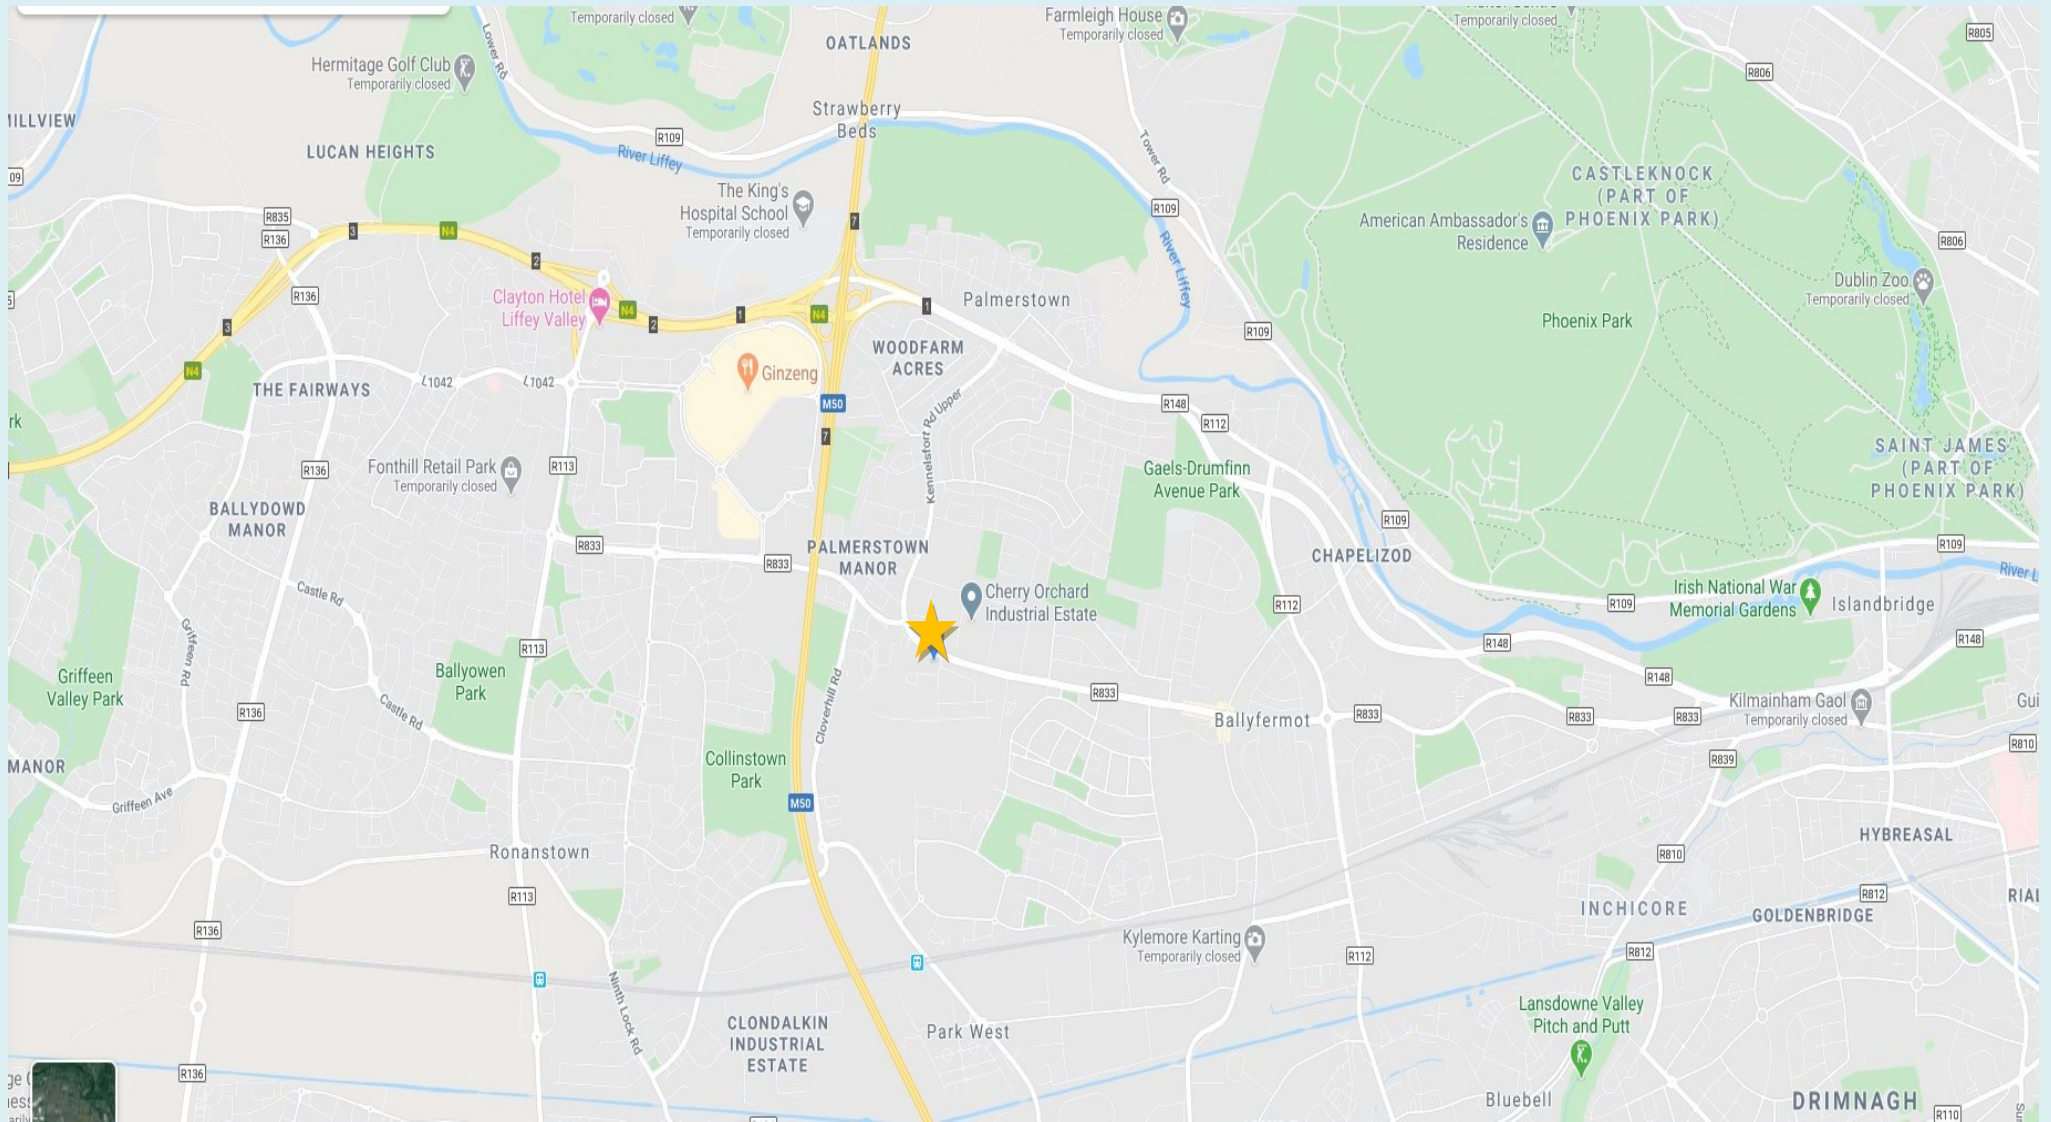 Temporarily closed
Farmleigh House
Temporarily closed
Temporarily closed
R805
OATLANDS
Lower Rd
Hermitage Golf Club
Temporarily closed
R806
Strawberry
Beds
R109
River Liffey
LUCAN HEIGHTS
Tower Rd
CASTLEKNOCK
(PART OF
PHOENIX PARK)
The King's
Hospital School
Temporarily closed
R109
American Ambassador's
Residence
R835
R136
3
N4
7
R806
2
River Liffey
Dublin Zoo
Temporarily closed
R136
Clayton Hotel
Liffey Valley
N4
2
1
N4
1
Palmerstown
Phoenix Park
3
R109
WOODFARM
ACRES
N4
THE FAIRWAYS
L1042
L1042
Ginzeng
M50
R148
R112
Kennelsfort Rd Upper
7
SAINT JAMES
(PART OF
PHOENIX PARK)
R136
Fonthill Retail Park
Temporarily closed
R113
Gaels-Drumfinn
Avenue Park
BALLYDOWD
MANOR
R109
R833
R833
PALMERSTOWN
MANOR
CHAPELIZOD
R109
Castle Rd
Cherry Orchard
Industrial Estate
R112
R109
Irish National War
Memorial Gardens
Islandbridge
Griffeen Rd
R113
R148
R148
Griffeen
Valley Park
Ballyowen
Park
R148
R136
Castle Rd
Cloverhill Rd
R833
Ballyfermot
R833
R833
R833
Kilmainham Gaol
Temporarily closed
R810
MANOR
Collinstown
Park
R839
Griffeen Ave
M50
HYBREASAL
Ronanstown
R810
R113
R812
INCHICORE
GOLDENBRIDGE
R136
Kylemore Karting
Temporarily closed
R112
R812
Ninth Lock Rd
Lansdowne Valley
Pitch and Putt
CLONDALKIN
INDUSTRIAL
ESTATE
Park West
R136
Bluebell
DRIMNAGH
R110